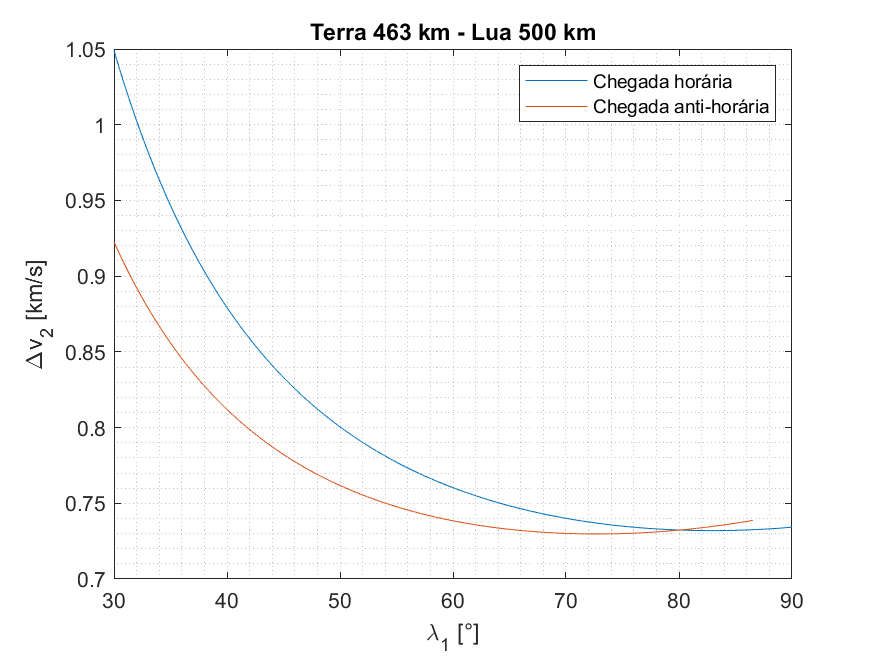 Terra 463 km - Lua 500 km
Chegada horária
Chegada anti-horária
1.05
1
0.95
0.9
0.85
0.8
0.75
0.7
Δv2 [km/s]
30 40 50 60 70 80 90
λ1 [°]